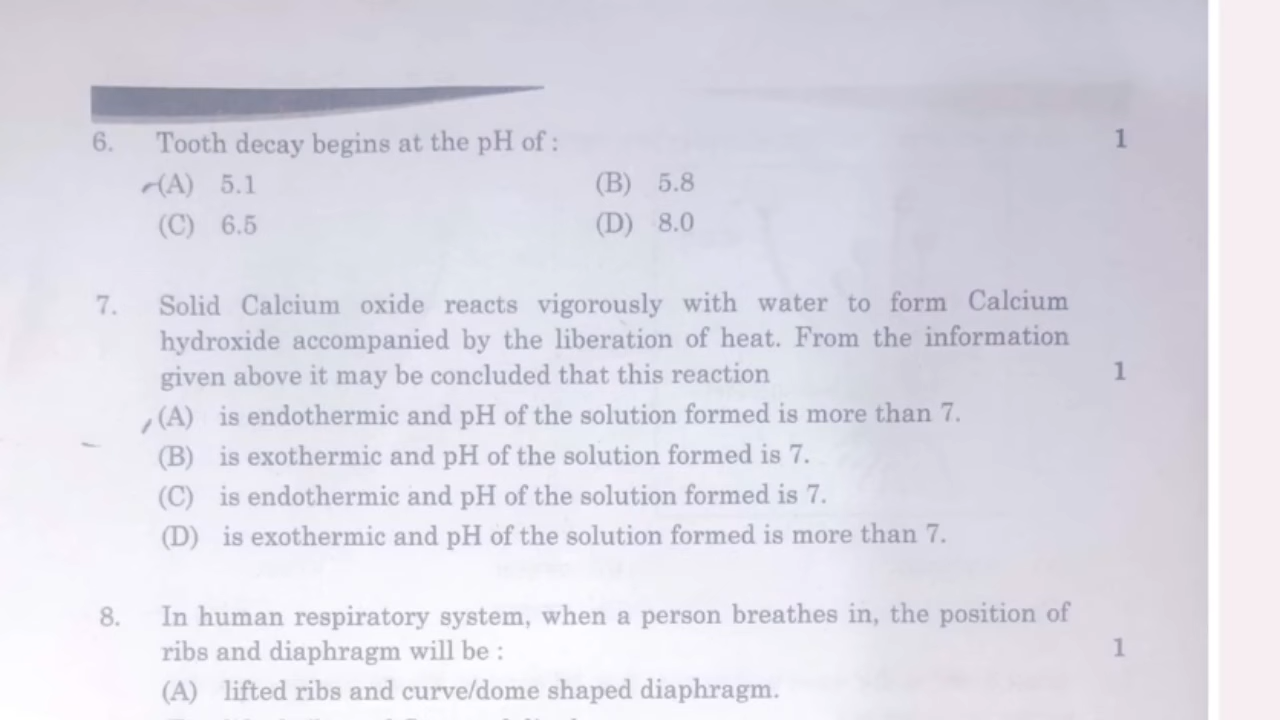 6. Tooth decay begins at the pH of : 1
(A) 5.1 (B) 5.8
(C) 6.5 (D) 8.0
7. Solid Calcium oxide reacts vigorously with water to form Calcium
hydroxide accompanied by the liberation of heat. From the information
given above it may be concluded that this reaction 1
(A) is endothermic and pH of the solution formed is more than 7.
(B) is exothermic and pH of the solution formed is 7.
(C) is endothermic and pH of the solution formed is 7.
(D) is exothermic and pH of the solution formed is more than 7.
8. In human respiratory system, when a person breathes in, the position of
ribs and diaphragm will be : 1
(A) lifted ribs and curve/dome shaped diaphragm.